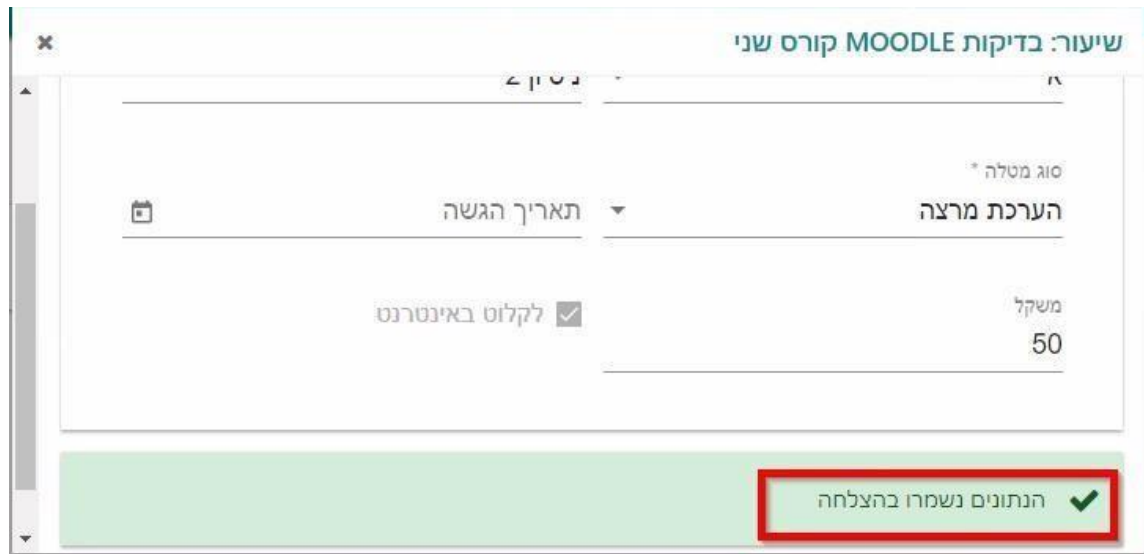 שיעור: בדיקות MOODLE קורס שני
סוג מטלה *
הערכת מרצה
תאריך הגשה
משקל
50
לקלוט באינטרנט
הנתונים נשמרו בהצלחה